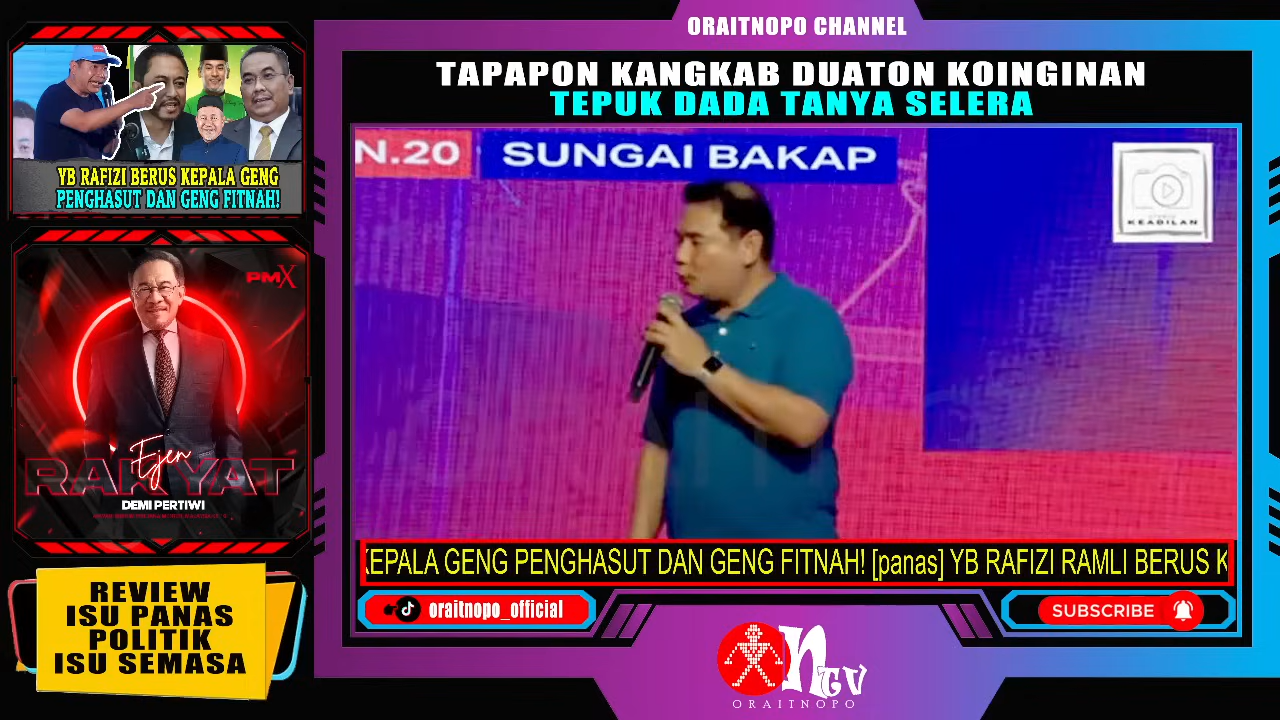 ORAITNOPO CHANNEL
TAPAPON KANGKAB DUATON KOINGINAN
TEPUK DADA TANYA SELERA
YB RAFIZI BERUS KEPALA GENG
PENGHASUT DAN GENG FITNAH!
N.20 SUNGAI BAKAP
KEADILAN
PMX
Ejen
RAKYAT
DEMI PERTIWI
KEPALA GENG PENGHASUT DAN GENG FITNAH! [panas] YB RAFIZI RAMLI BERUS K
REVIEW
ISU PANAS
POLITIK
ISU SEMASA
oraitnopo_official
SUBSCRIBE
ntv
ORAITNOPO